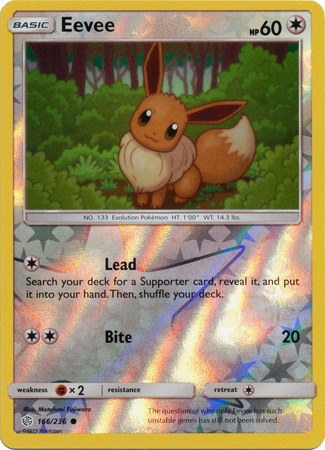 BASIC Eevee HP60
NO. 133 Evolution Pokémon HT: 1'00" WT: 14.3 lbs.
Lead
Search your deck for a Supporter card, reveal it, and put
it into your hand. Then, shuffle your deck.
Bite 20
weakness ×2 resistance retreat
Illus. Motofumi Fujiwara
166/236
©2019 Pokémon
The question of why only Eevee has such
unstable genes has still not been solved.